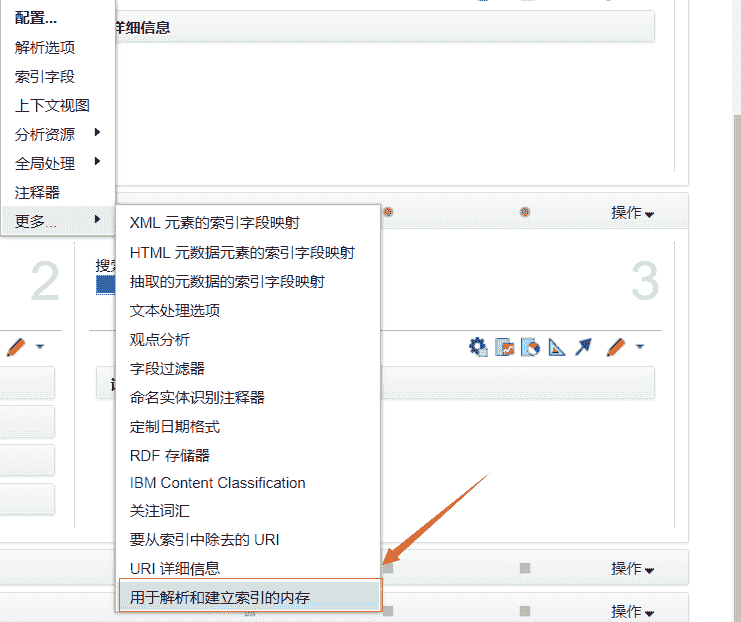 配置...
解析选项
索引字段
上下文视图
分析资源
全局处理
注释器
更多...
详细信息
操作
XML 元素的索引字段映射
HTML 元数据元素的索引字段映射
抽取的元数据的索引字段映射
文本处理选项
观点分析
字段过滤器
命名实体识别注释器
定制日期格式
RDF 存储器
IBM Content Classification
关注词汇
要从索引中除去的 URI
URI 详细信息
用于解析和建立索引的内存
2
3
操作
操作